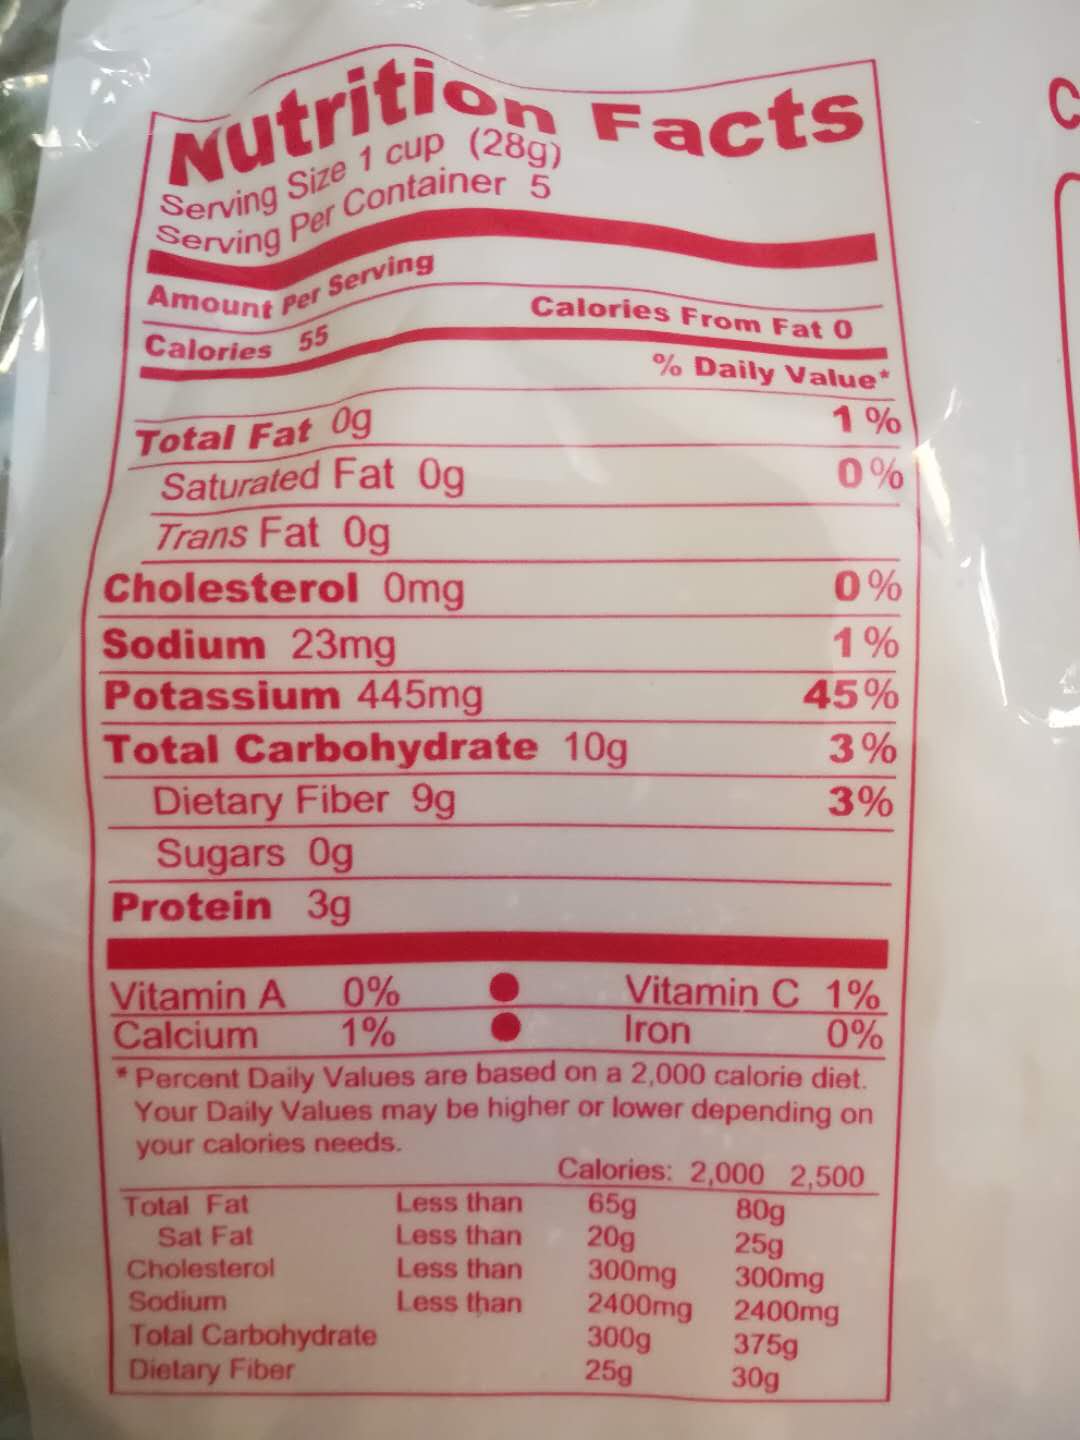 Nutrition Facts
Serving Size 1 cup (28g)
Serving Per Container 5
Amount Per Serving
Calories 55 Calories From Fat 0
% Daily Value*
Total Fat 0g 1%
Saturated Fat 0g 0%
Trans Fat 0g
Cholesterol 0mg 0%
Sodium 23mg 1%
Potassium 445mg 45%
Total Carbohydrate 10g 3%
Dietary Fiber 9g 3%
Sugars 0g
Protein 3g
Vitamin A 0% ● Vitamin C 1%
Calcium 1% ● Iron 0%
* Percent Daily Values are based on a 2,000 calorie diet.
Your Daily Values may be higher or lower depending on
your calories needs.
Calories: 2,000 2,500
Total Fat Less than 65g 80g
Sat Fat Less than 20g 25g
Cholesterol Less than 300mg 300mg
Sodium Less than 2400mg 2400mg
Total Carbohydrate 300g 375g
Dietary Fiber 25g 30g